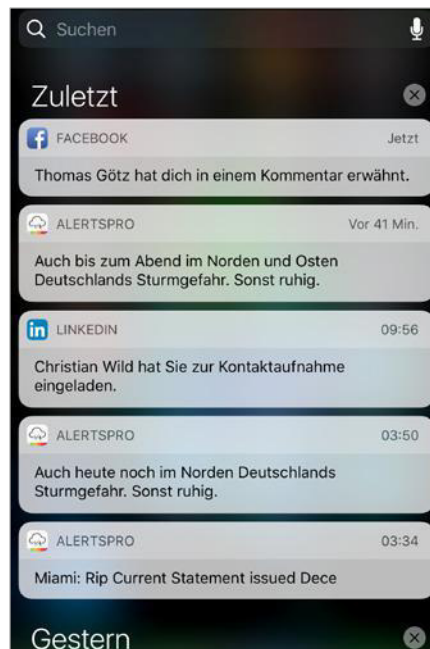 Suchen
Zuletzt
FACEBOOK Jetzt
Thomas Götz hat dich in einem Kommentar erwähnt.
ALERTSPRO Vor 41 Min.
Auch bis zum Abend im Norden und Osten
Deutschlands Sturmgefahr. Sonst ruhig.
in LINKEDIN 09:56
Christian Wild hat Sie zur Kontaktaufnahme
eingeladen.
ALERTSPRO 03:50
Auch heute noch im Norden Deutschlands
Sturmgefahr. Sonst ruhig.
ALERTSPRO 03:34
Miami: Rip Current Statement issued Dece
Gestern